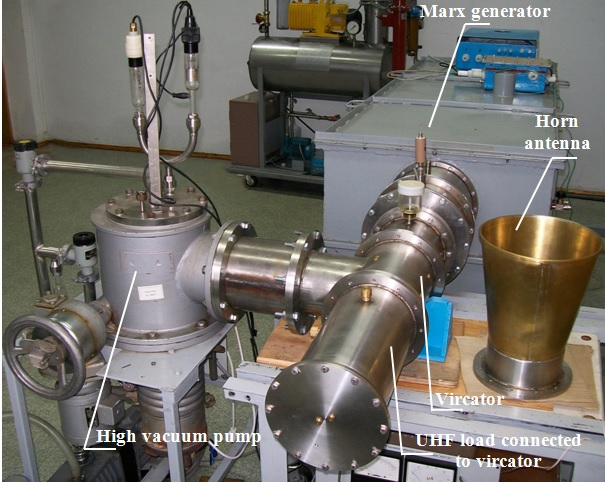 Marx generator
Horn
antenna
Vircator
High vacuum pump
UHF load connected
to vircator